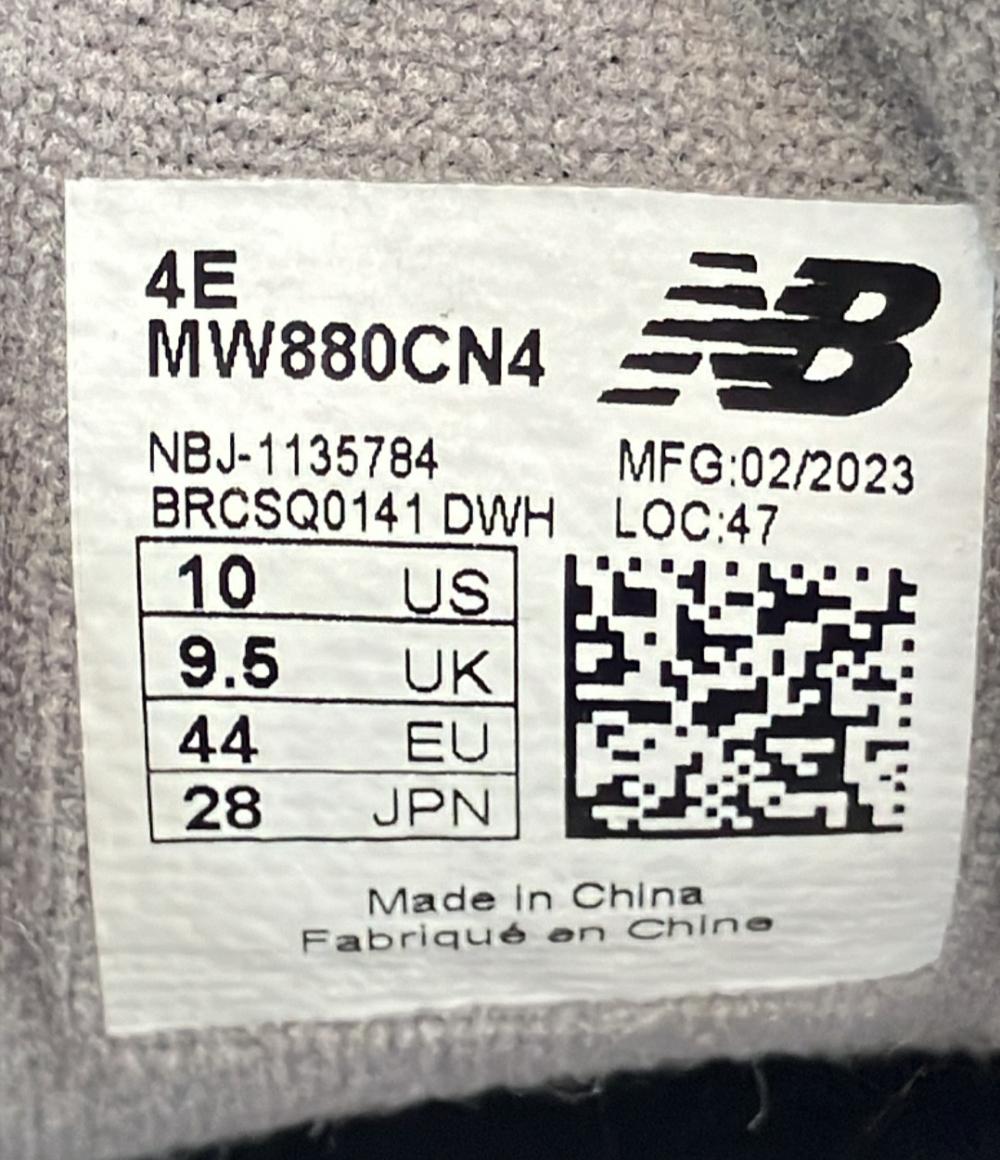 4E
MW880CN4
NB
NBJ-1135784 MFG:02/2023
BRCSQ0141 DWH LOC:47
10 US
9.5 UK
44 EU
28 JPN
Made in China
Fabriqué en Chine